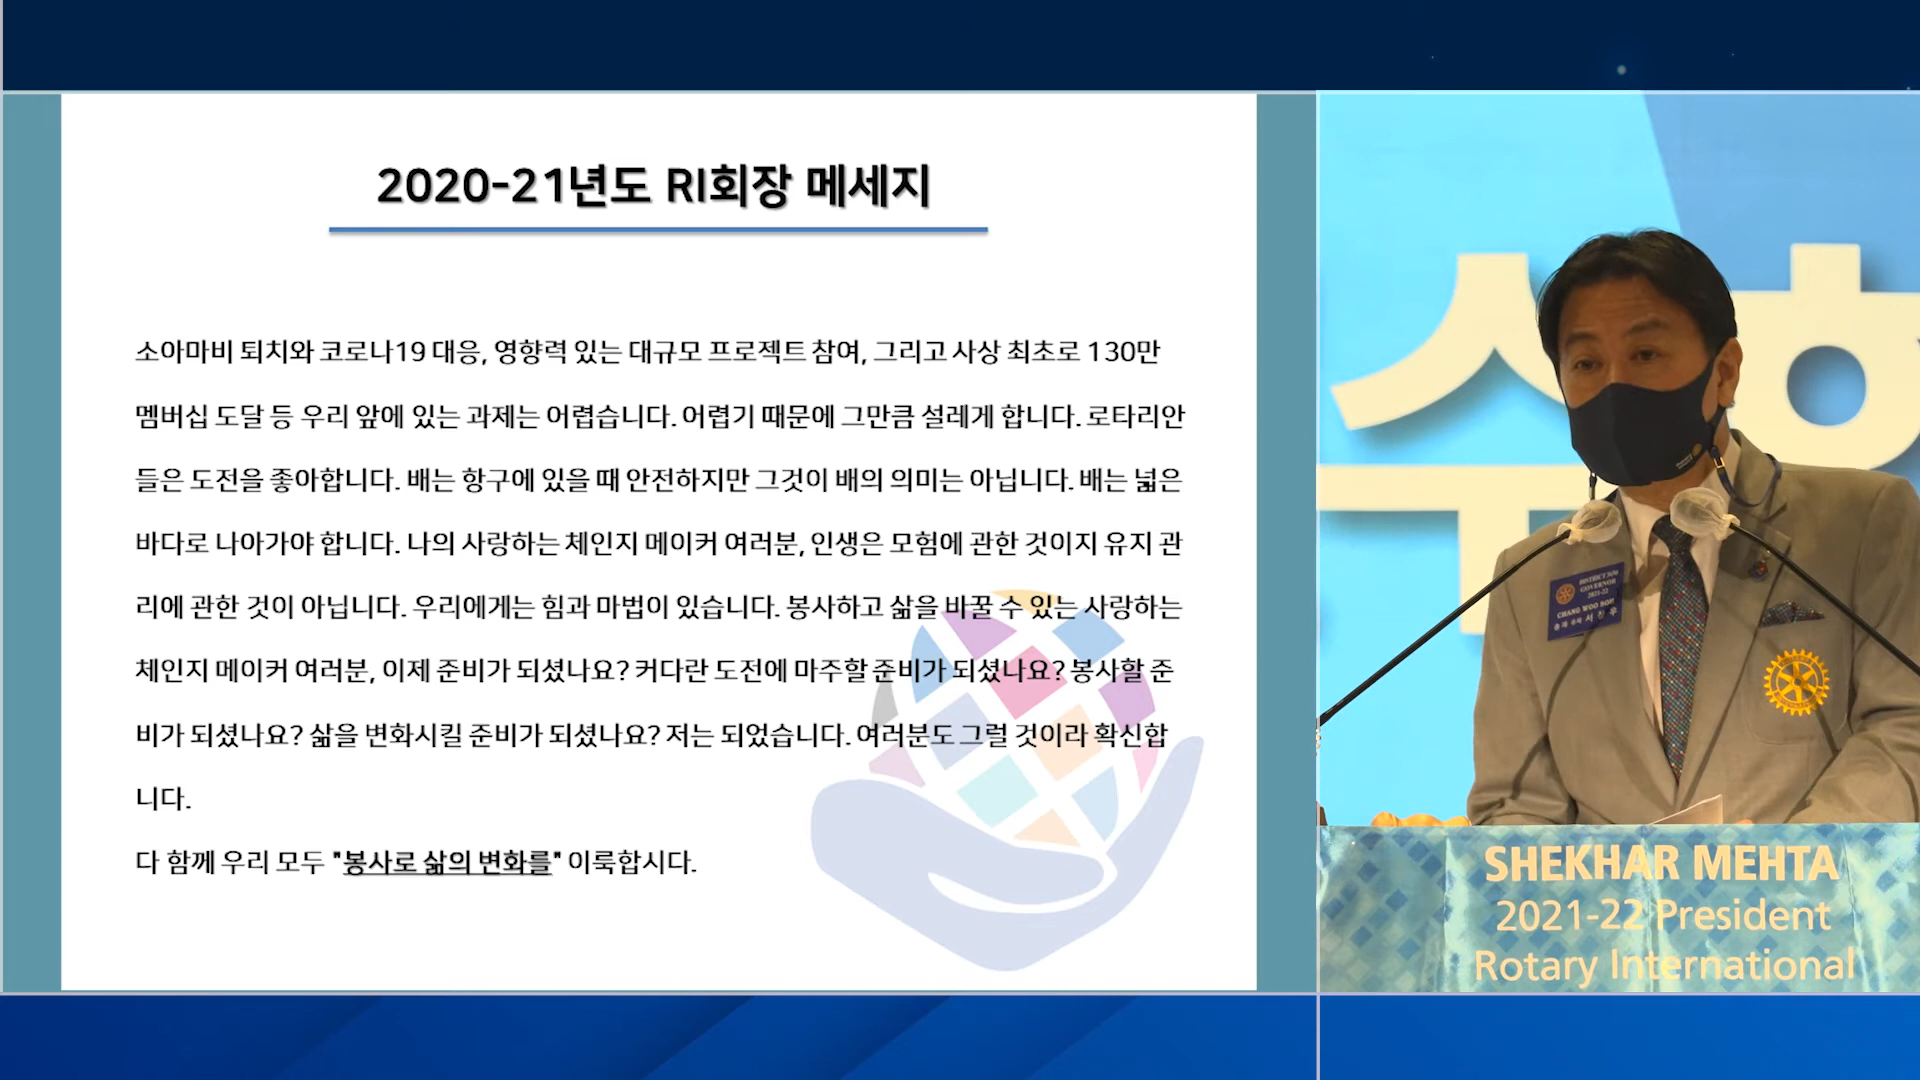 2020-21년도 RI회장 메세지
소아마비 퇴치와 코로나19 대응, 영향력 있는 대규모 프로젝트 참여, 그리고 사상 최초로 130만
멤버십 도달 등 우리 앞에 있는 과제는 어렵습니다. 어렵기 때문에 그만큼 설레게 합니다. 로타리안
들은 도전을 좋아합니다. 배는 항구에 있을 때 안전하지만 그것이 배의 의미는 아닙니다. 배는 넓은
바다로 나아가야 합니다. 나의 사랑하는 체인지 메이커 여러분, 인생은 모험에 관한 것이지 유지 관
리에 관한 것이 아닙니다. 우리에게는 힘과 마법이 있습니다. 봉사하고 삶을 바꿀 수 있는 사랑하는
체인지 메이커 여러분, 이제 준비가 되셨나요? 커다란 도전에 마주할 준비가 되셨나요? 봉사할 준
비가 되셨나요? 삶을 변화시킬 준비가 되셨나요? 저는 되었습니다. 여러분도 그럴 것이라 확신합
니다.
다 함께 우리 모두 "봉사로 삶의 변화를" 이룩합시다.
수
DISTRICT
GOVERNOR
2021-22
CHANG WOO
총재
SHEKHAR MEHTA
2021-22 President
Rotary International